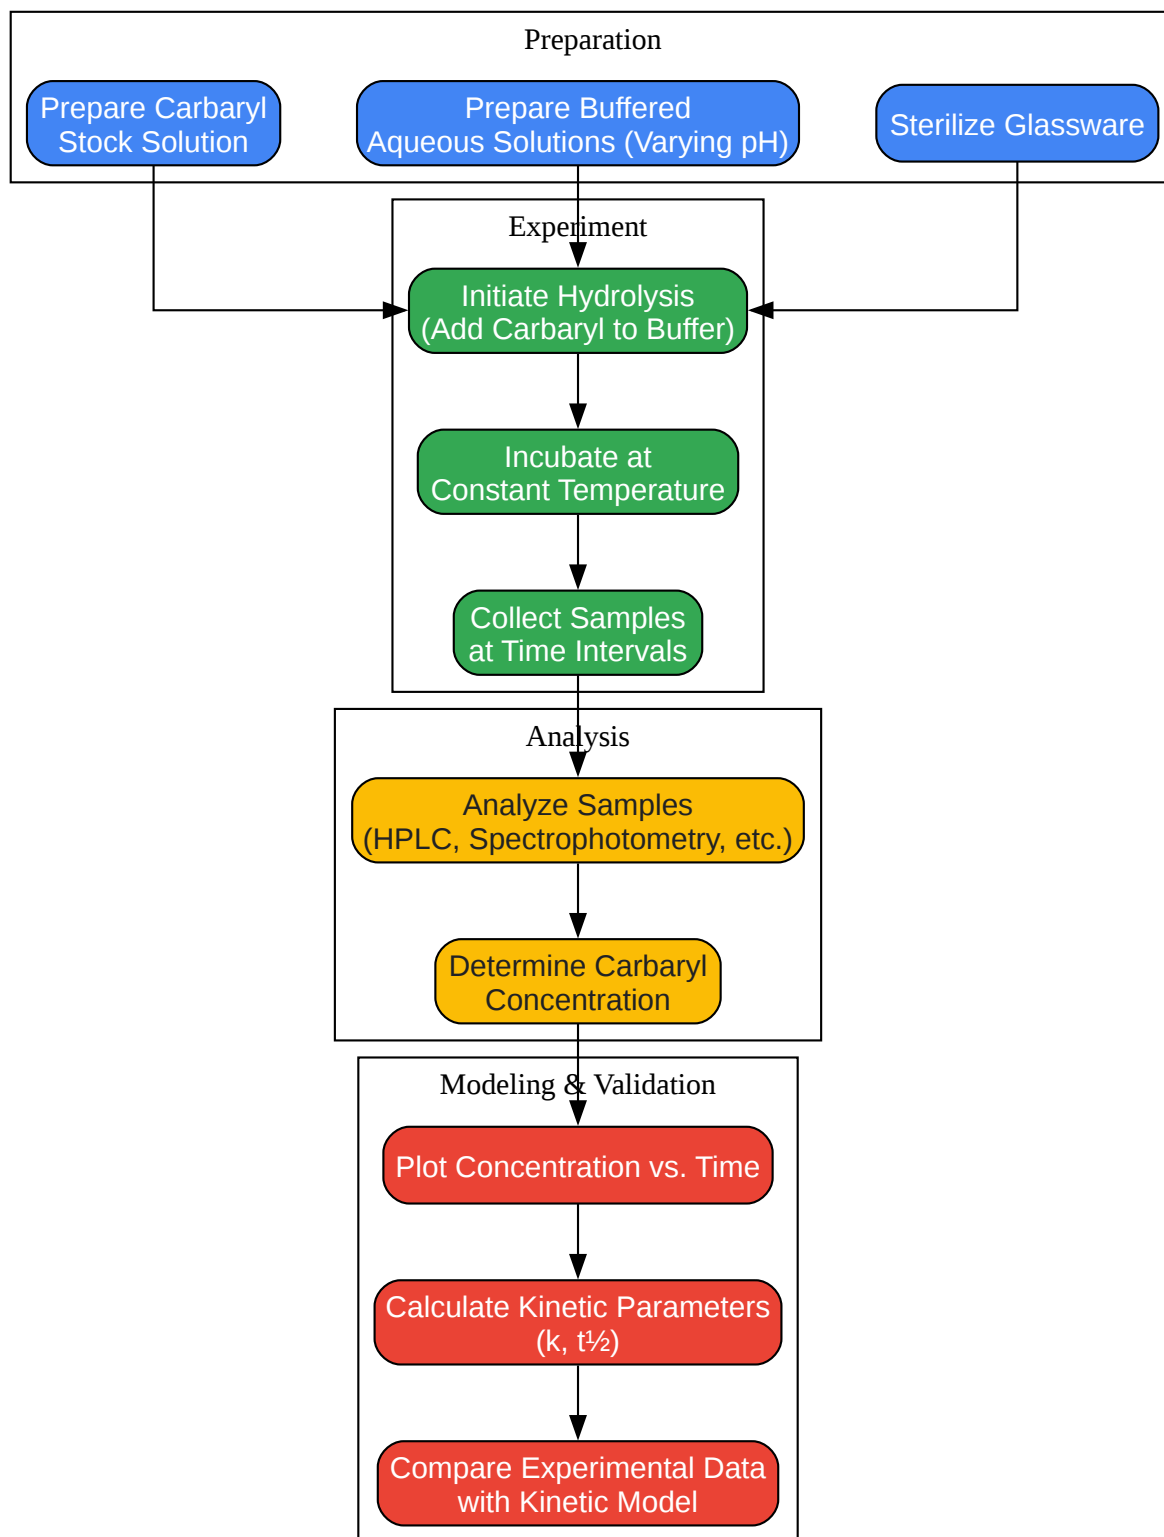 Preparation
Prepare Carbaryl
Stock Solution
Prepare Buffered
Aqueous Solutions (Varying pH)
Sterilize Glassware
Experiment
Initiate Hydrolysis
(Add Carbaryl to Buffer)
Incubate at
Constant Temperature
Collect Samples
at Time Intervals
Analysis
Analyze Samples
(HPLC, Spectrophotometry, etc.)
Determine Carbaryl
Concentration
Modeling & Validation
Plot Concentration vs. Time
Calculate Kinetic Parameters
(k, t½)
Compare Experimental Data
with Kinetic Model